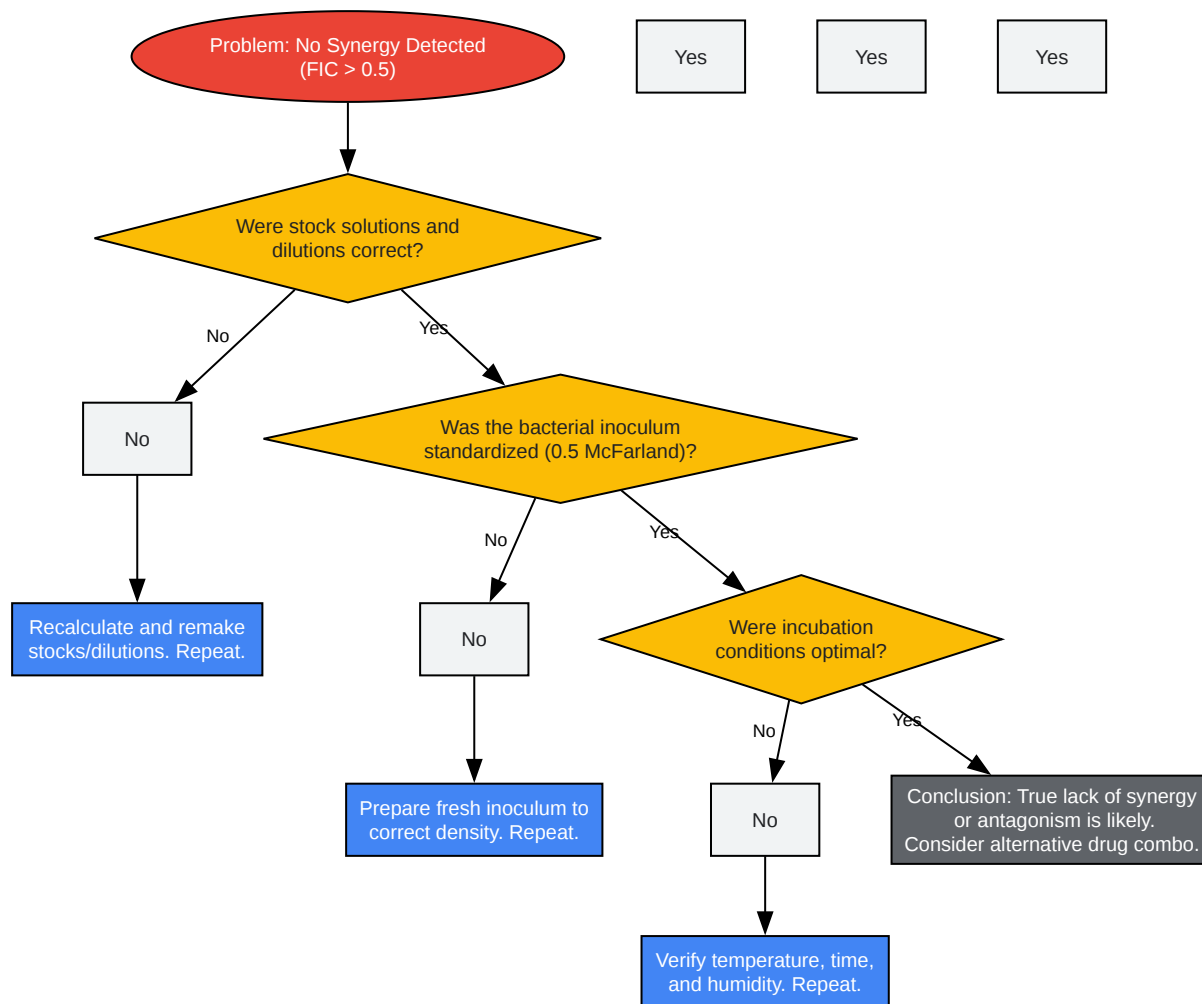 Problem: No Synergy Detected
(FIC > 0.5)
Yes
Yes
Yes
Were stock solutions and
dilutions correct?
No
Yes
No
Was the bacterial inoculum
standardized (0.5 McFarland)?
No
Yes
Recalculate and remake
stocks/dilutions. Repeat.
No
Were incubation
conditions optimal?
No
Yes
Prepare fresh inoculum to
correct density. Repeat.
No
Conclusion: True lack of synergy
or antagonism is likely.
Consider alternative drug combo.
Verify temperature, time,
and humidity. Repeat.